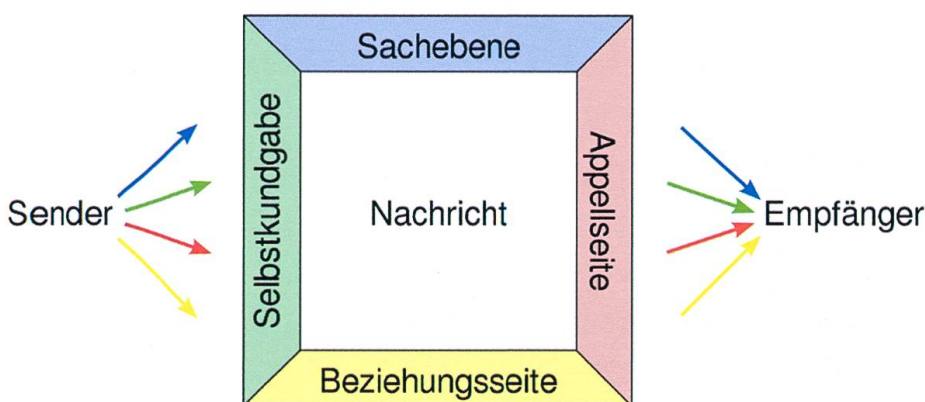 Sachebene
Selbstkundgabe
Appellseite
Sender
Nachricht
Empfänger
Beziehungsseite